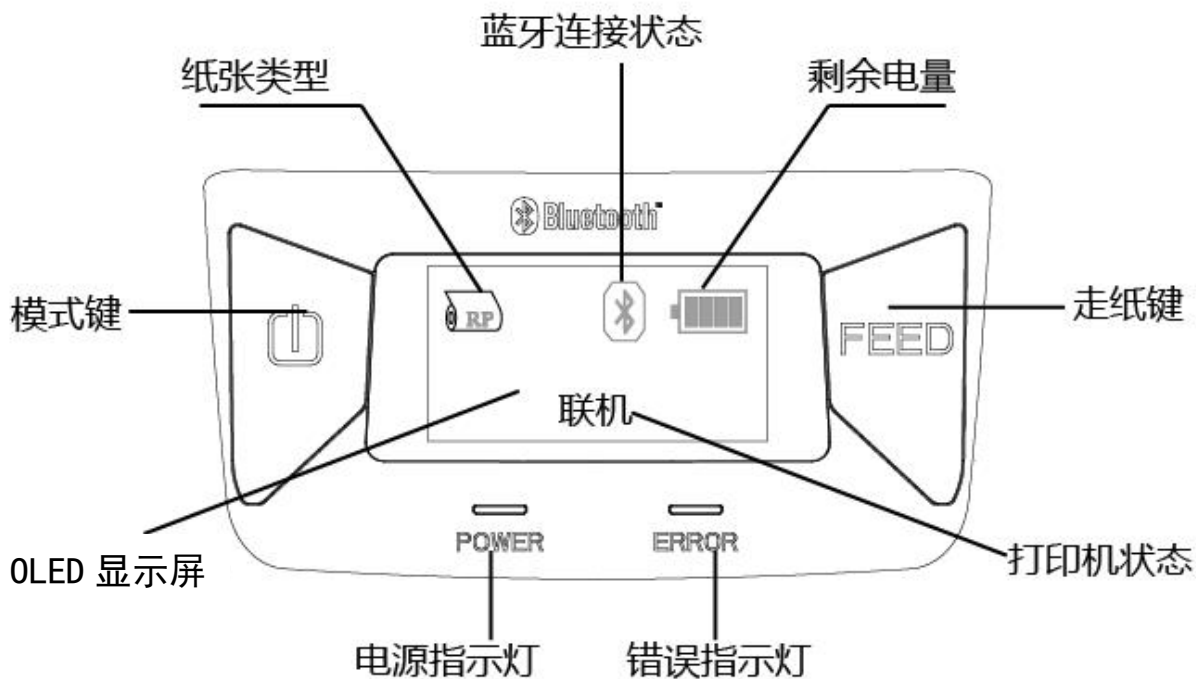 蓝牙连接状态
纸张类型
剩余电量
Bluetooth™
模式键
RP
FEED
走纸键
联机
POWER
ERROR
OLED 显示屏
打印机状态
电源指示灯
错误指示灯